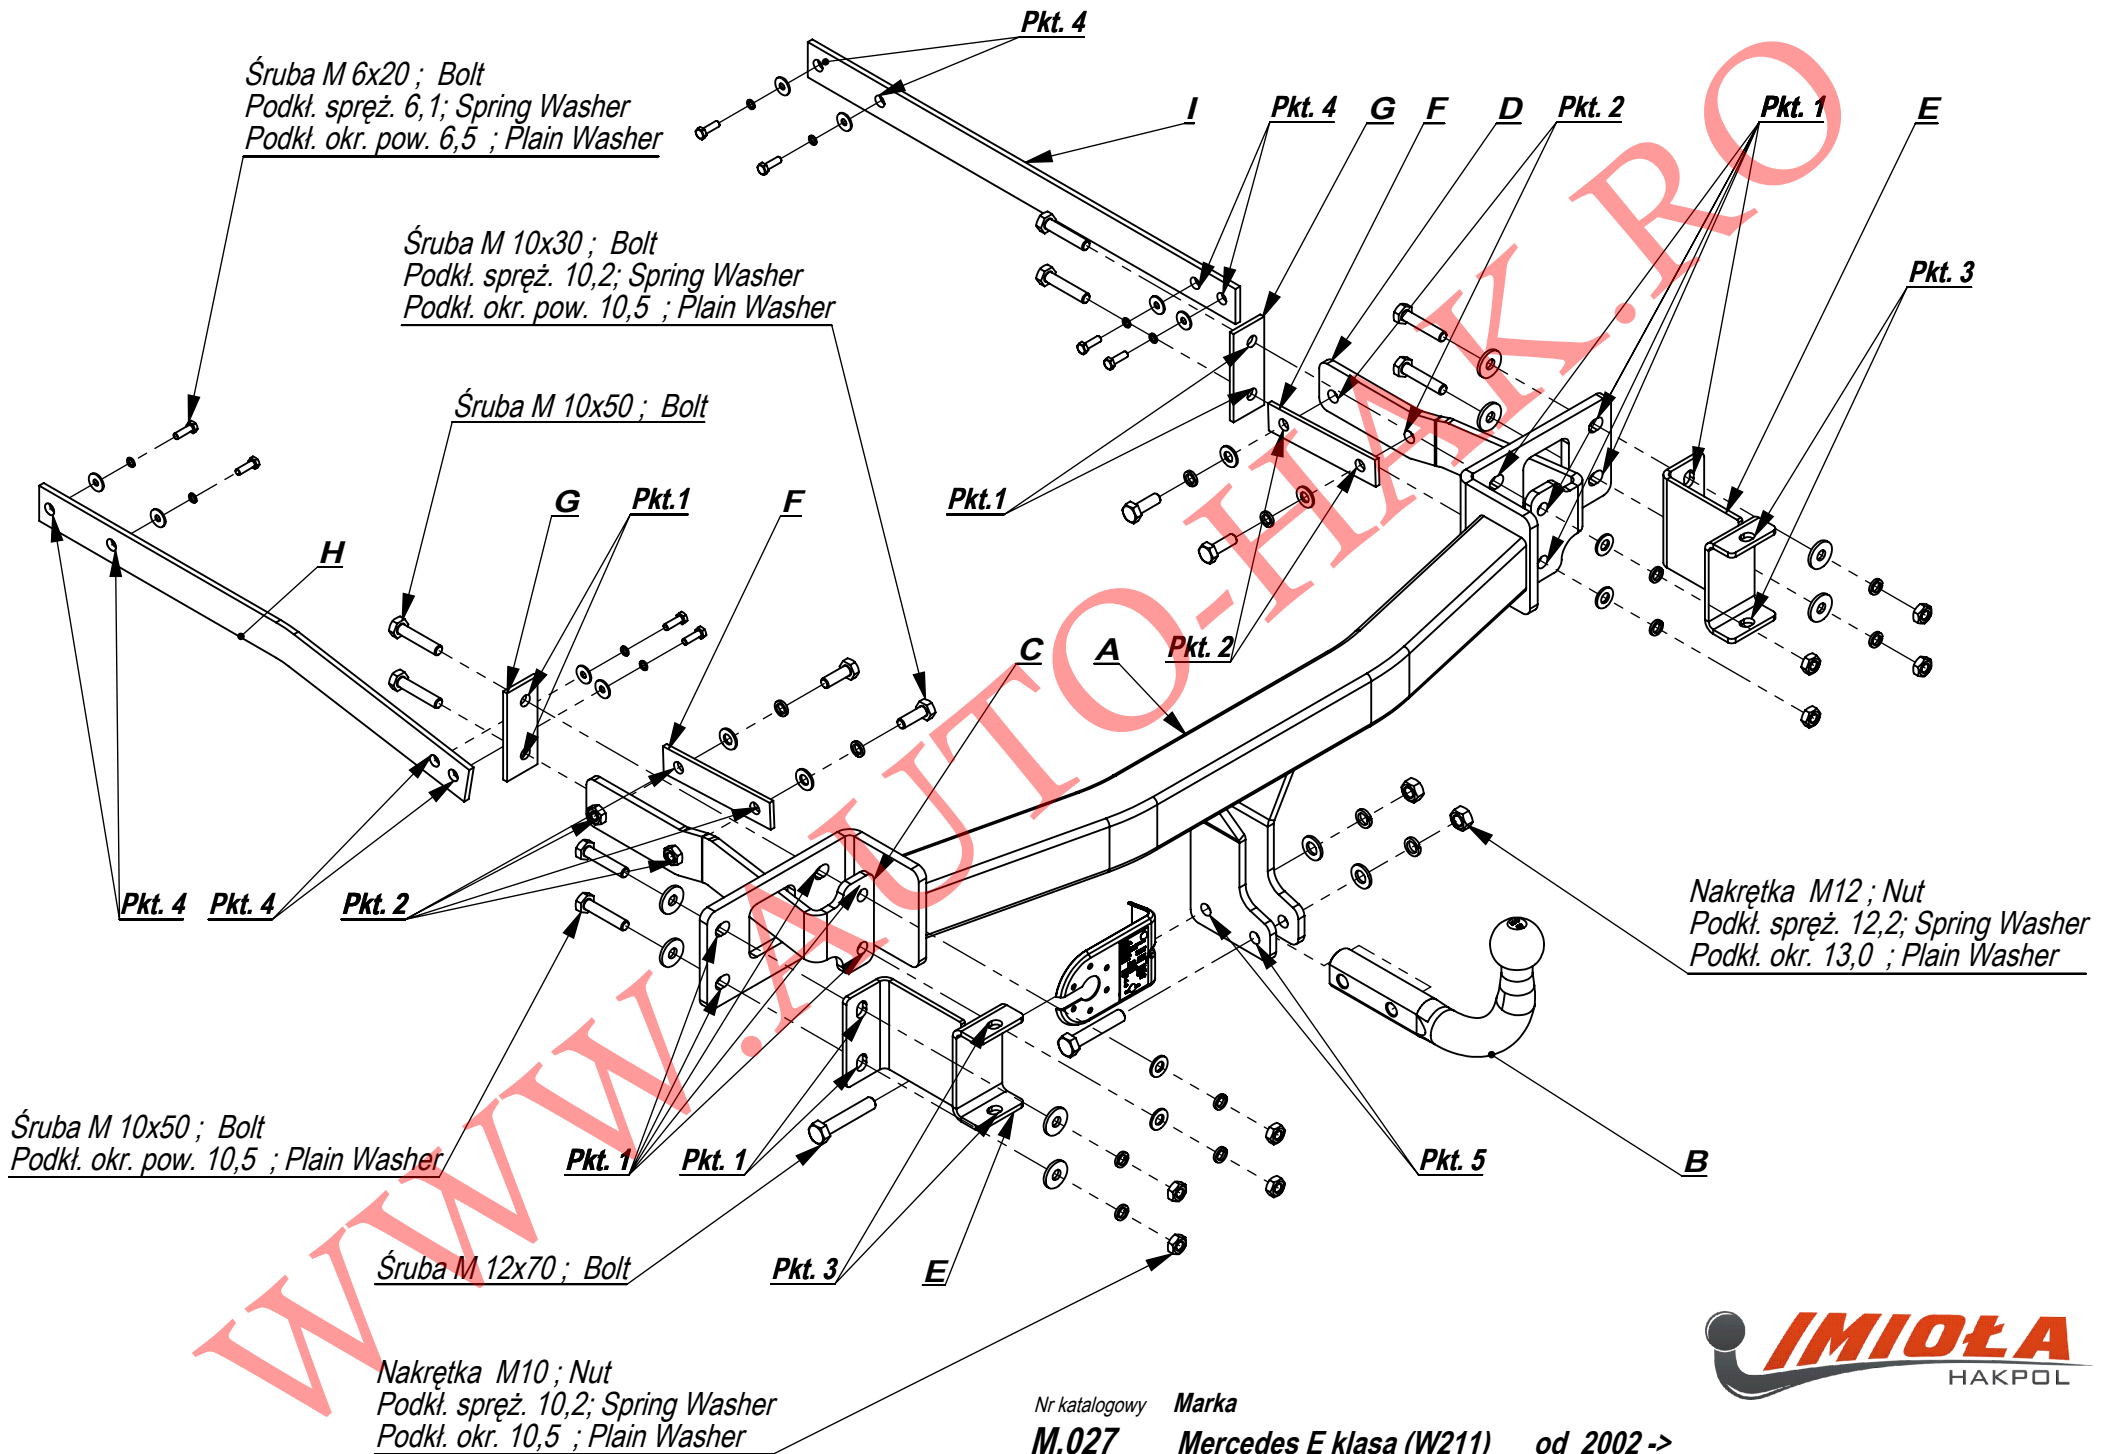 Pkt. 4
Śruba M 6x20 ; Bolt
Podkł. spręż. 6,1; Spring Washer
Podkł. okr. pow. 6,5 ; Plain Washer
I
Pkt. 4
G
F
D
Pkt. 2
Pkt. 1
E
Śruba M 10x30 ; Bolt
Podkł. spręż. 10,2; Spring Washer
Podkł. okr. pow. 10,5 ; Plain Washer
Pkt. 3
Śruba M 10x50 ; Bolt
G
Pkt.1
F
Pkt.1
H
C
A
Pkt. 2
Pkt. 4
Pkt. 4
Pkt. 2
Nakrętka M12 ; Nut
Podkł. spręż. 12,2; Spring Washer
Podkł. okr. 13,0 ; Plain Washer
Śruba M 10x50 ; Bolt
Podkł. okr. pow. 10,5 ; Plain Washer
Pkt. 1
Pkt. 1
Pkt. 5
B
Śruba M 12x70 ; Bolt
Pkt. 3
E
Nakrętka M10 ; Nut
Podkł. spręż. 10,2; Spring Washer
Podkł. okr. 10,5 ; Plain Washer
IMIOŁA
HAKPOL
Nr katalogowy Marka
M.027 Mercedes E klasa (W211) od 2002 ->
WWW.AUTO-HAK.RO